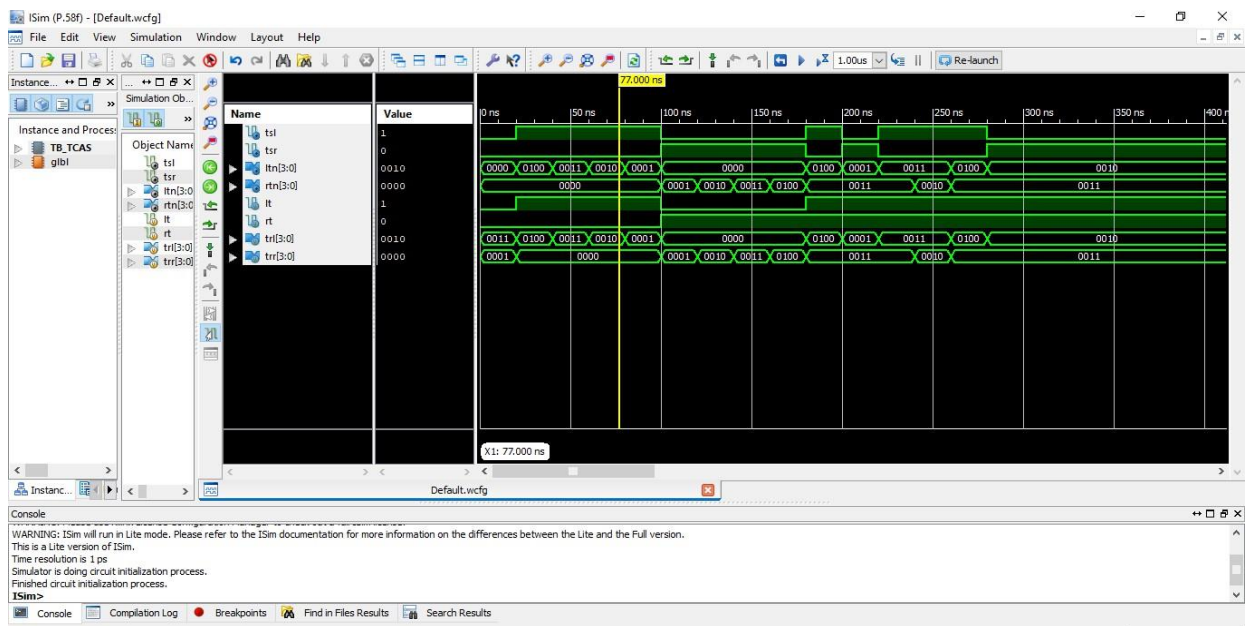 ISim (P.58f) - [Default.wcfg]
File Edit View Simulation Window Layout Help
1.00us Re-launch
Instance...
Instance and Process
TB_TCAS
glbl
...
Simulation Ob...
Object Name
tsl
tsr
ltn[3:0
rtn[3:0
lt
rt
trl[3:0]
trr[3:0]
Name Value
tsl 1
tsr 0
ltn[3:0] 0010
rtn[3:0] 0000
lt 1
rt 0
trl[3:0] 0010
trr[3:0] 0000
77.000 ns
0 ns 50 ns 100 ns 150 ns 200 ns 250 ns 300 ns 350 ns 400 n
0000 0100 0011 0010 0001 0000 0100 0001 0011 0100 0010
0000 0001 0010 0011 0100 0011 0010 0011
0011 0100 0011 0010 0001 0000 0100 0001 0011 0100 0010
0001 0000 0001 0010 0011 0100 0011 0010 0011
X1: 77.000 ns
Instanc...
Default.wcfg
Console
WARNING: ISim will run in Lite mode. Please refer to the ISim documentation for more information on the differences between the Lite and the Full version.
This is a Lite version of ISim.
Time resolution is 1 ps
Simulator is doing circuit initialization process.
Finished circuit initialization process.
ISim>
Console Compilation Log Breakpoints Find in Files Results Search Results